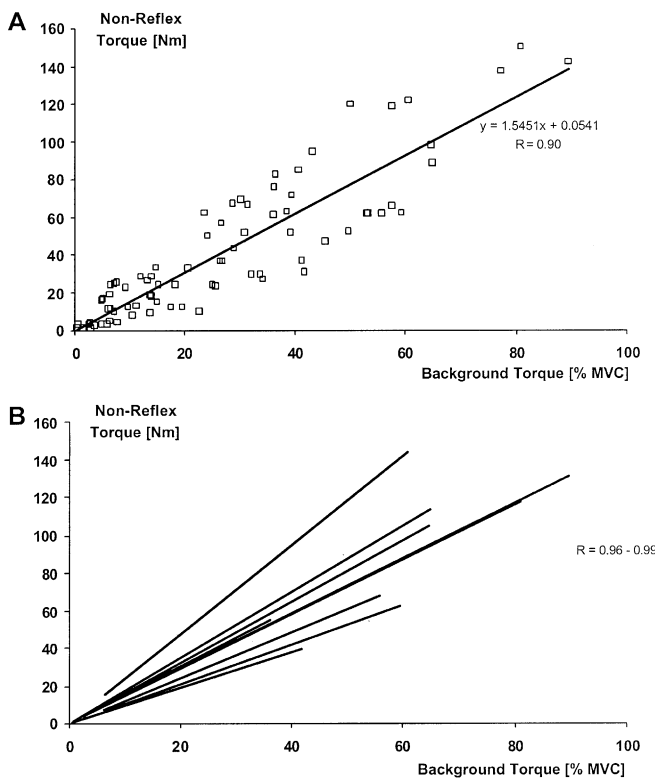 A
Non-Reflex
Torque [Nm]
160
140
120
100
80
60
40
20
0
y = 1.5451x + 0.0541
R = 0.90
0 20 40 60 80 100
Background Torque [% MVC]
B
Non-Reflex
Torque [Nm]
160
140
120
100
80
60
40
20
0
R = 0.96 - 0.99
0 20 40 60 80 100
Background Torque [% MVC]